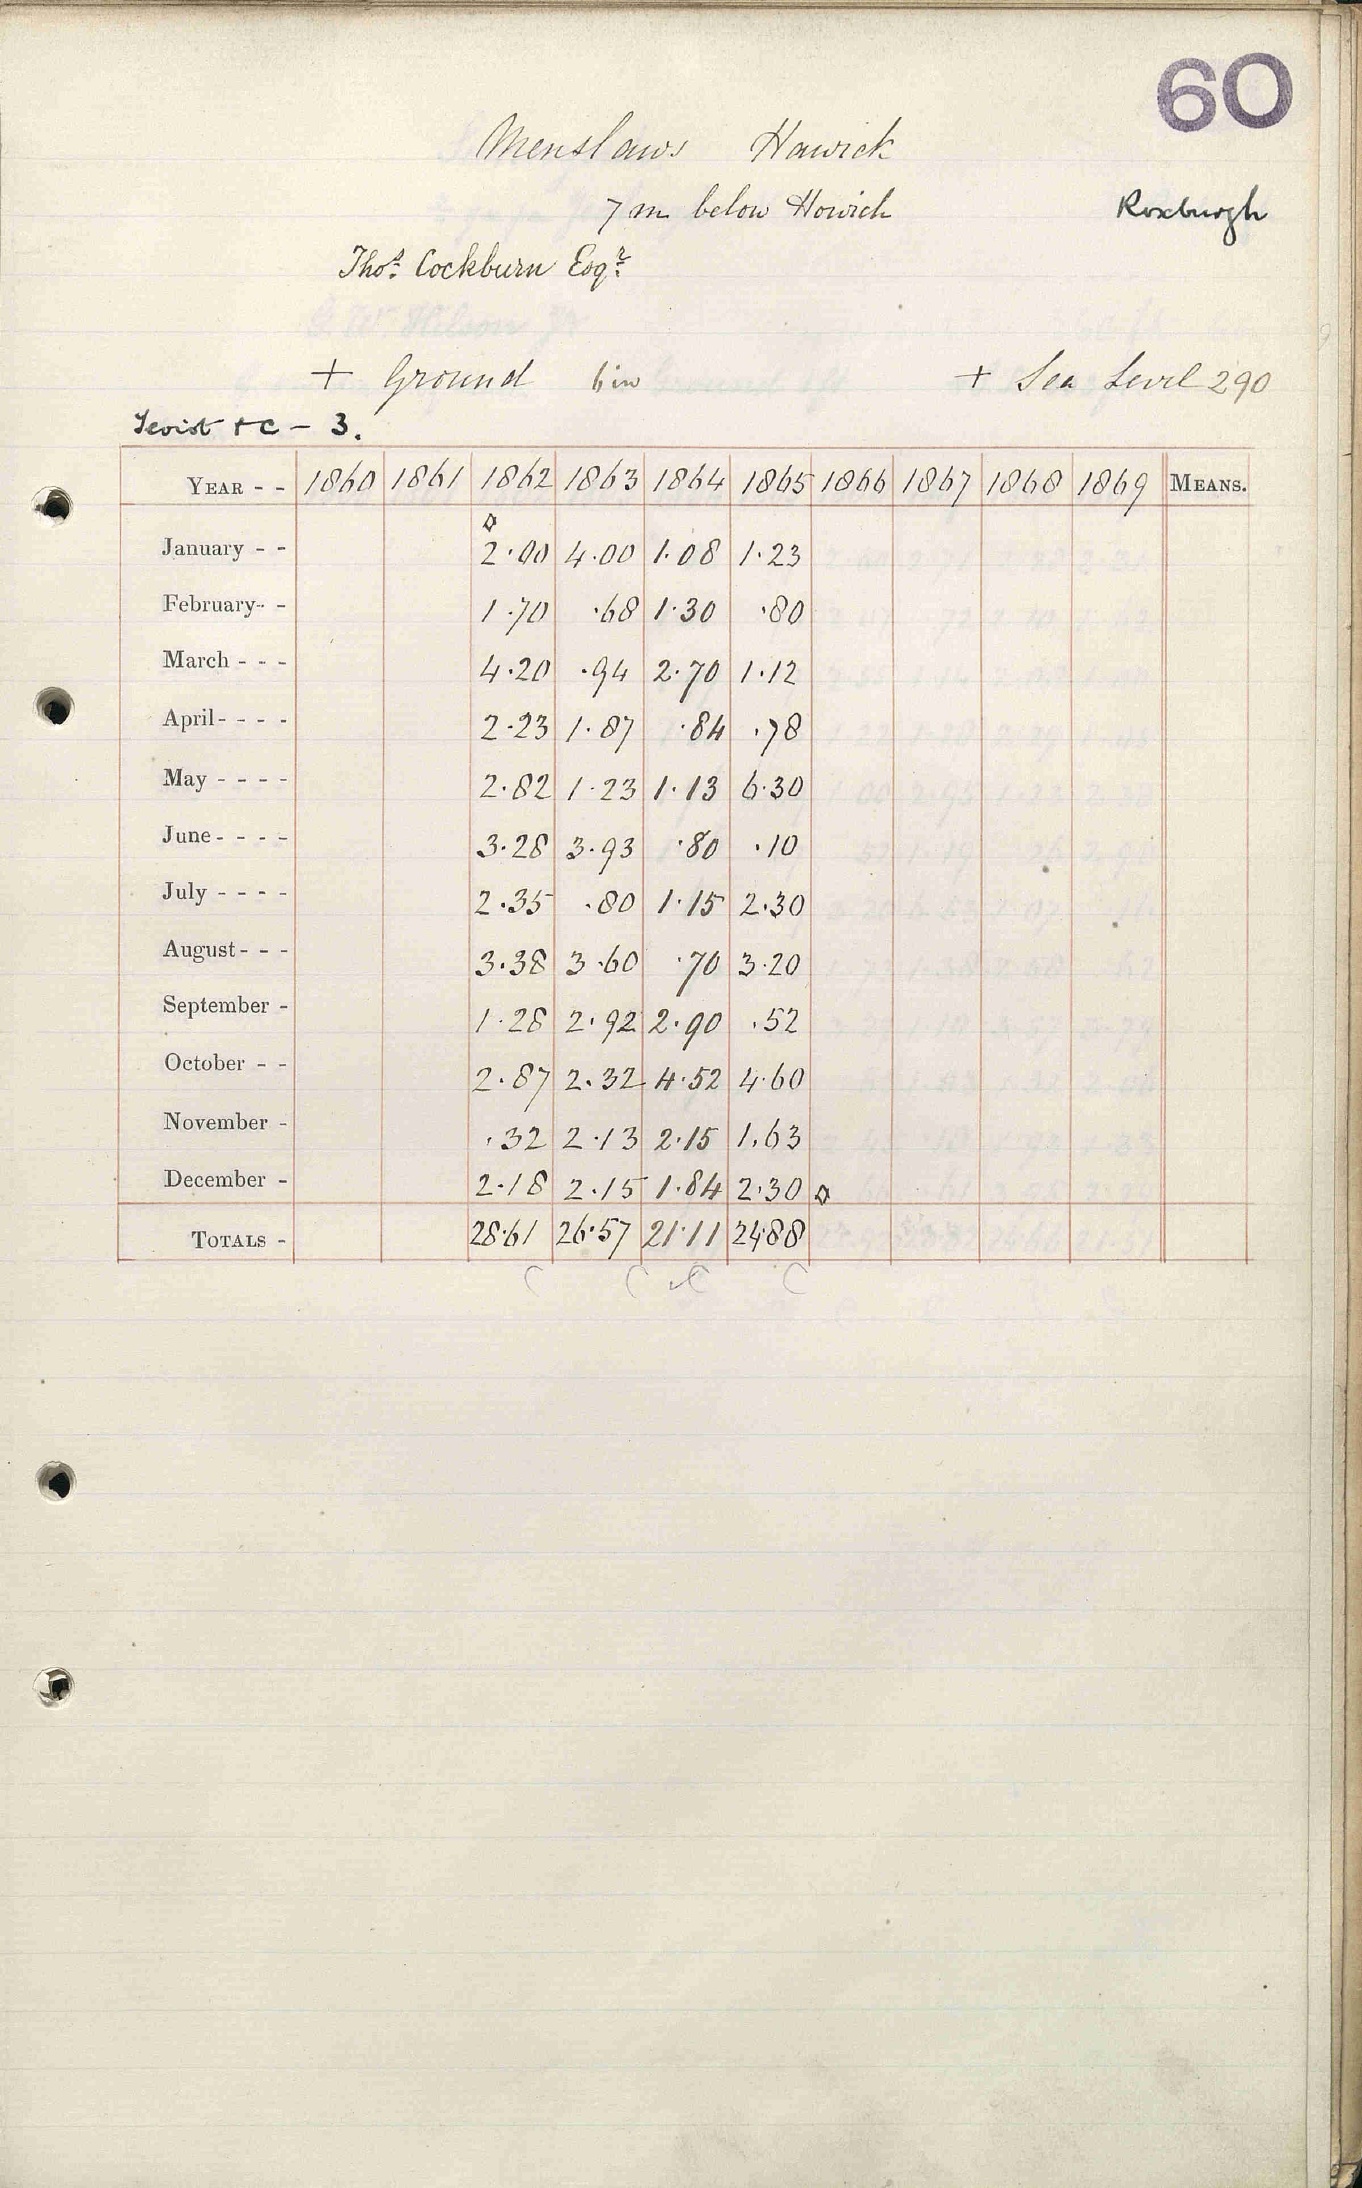 60
Menslaws Hawick
7 m below Howick Roxburgh
Thos. Cockburn Esqr.
+ Ground 6 in + Sea Level 290
Teviot &c - 3.
YEAR - - 1860 1861 1862 1863 1864 1865 1866 1867 1868 1869 MEANS.
January - - 2.00 4.00 1.08 1.23
February - - 1.70 .68 1.30 .80
March - - - 4.20 .94 2.70 1.12
April - - - - 2.23 1.87 .84 .78
May - - - - 2.82 1.23 1.13 6.30
June - - - - 3.28 3.93 .80 .10
July - - - - 2.35 .80 1.15 2.30
August - - - 3.38 3.60 .70 3.20
September - 1.28 2.92 2.90 .52
October - - 2.87 2.32 4.52 4.60
November - .32 2.13 2.15 1.63
December - 2.18 2.15 1.84 2.30
TOTALS - 28.61 26.57 21.11 24.88